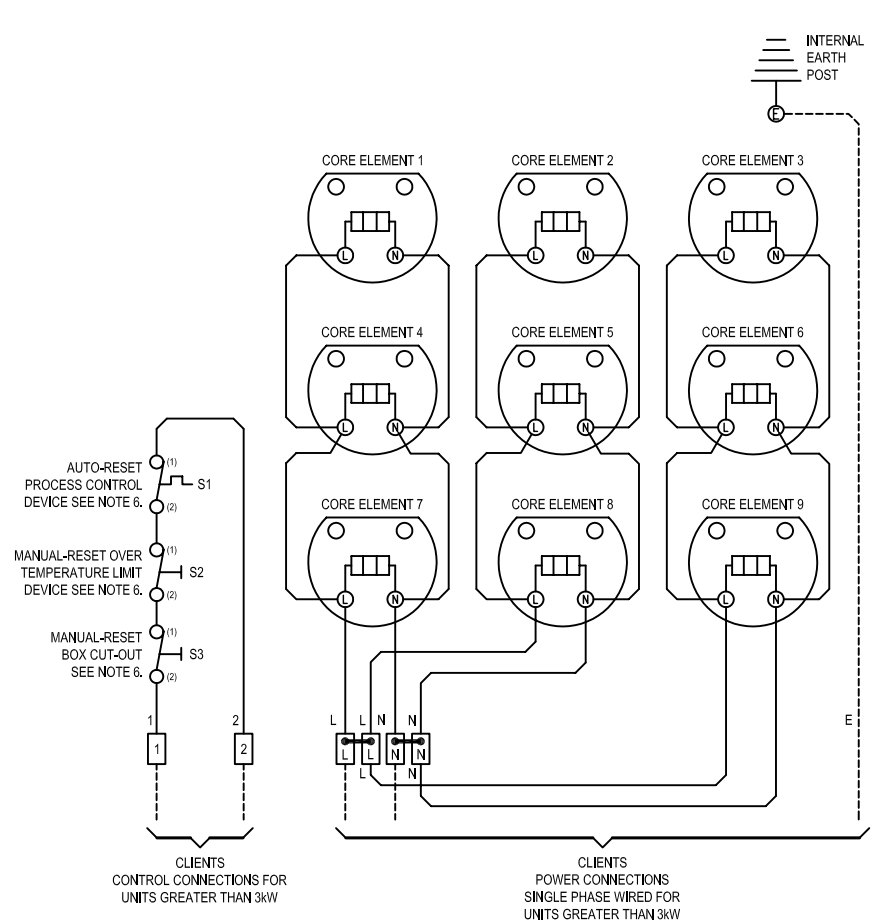 INTERNAL
EARTH
POST
E
CORE ELEMENT 1
CORE ELEMENT 2
CORE ELEMENT 3
L N
L N
L N
CORE ELEMENT 4
CORE ELEMENT 5
CORE ELEMENT 6
L N
L N
L N
AUTO-RESET
PROCESS CONTROL
DEVICE SEE NOTE 6.
(1)
S1
(2)
MANUAL-RESET OVER
TEMPERATURE LIMIT
DEVICE SEE NOTE 6.
(1)
S2
(2)
MANUAL-RESET
BOX CUT-OUT
SEE NOTE 6.
(1)
S3
(2)
CORE ELEMENT 7
CORE ELEMENT 8
CORE ELEMENT 9
L N
L N
L N
1 2
1 2
L L N N
L L N N
L N
E
CLIENTS
CONTROL CONNECTIONS FOR
UNITS GREATER THAN 3kW
CLIENTS
POWER CONNECTIONS
SINGLE PHASE WIRED FOR
UNITS GREATER THAN 3kW